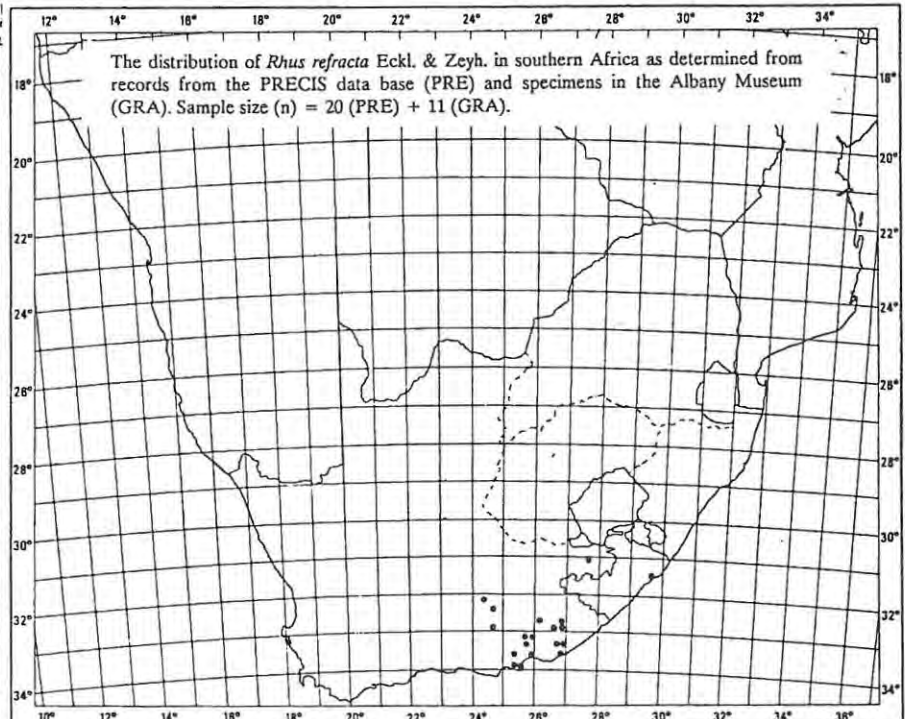 12° 14° 16° 18° 20° 22° 24° 26° 28° 30° 32° 34°
The distribution of Rhus refracta Eckl. & Zeyh. in southern Africa as determined from
records from the PRECIS data base (PRE) and specimens in the Albany Museum
(GRA). Sample size (n) = 20 (PRE) + 11 (GRA).
18° 18°
20° 20°
22° 22°
24° 24°
26° 26°
28° 28°
30° 30°
32° 32°
34° 34°
10° 12° 14° 16° 18° 20° 22° 24° 26° 28° 30° 32° 34° 36°